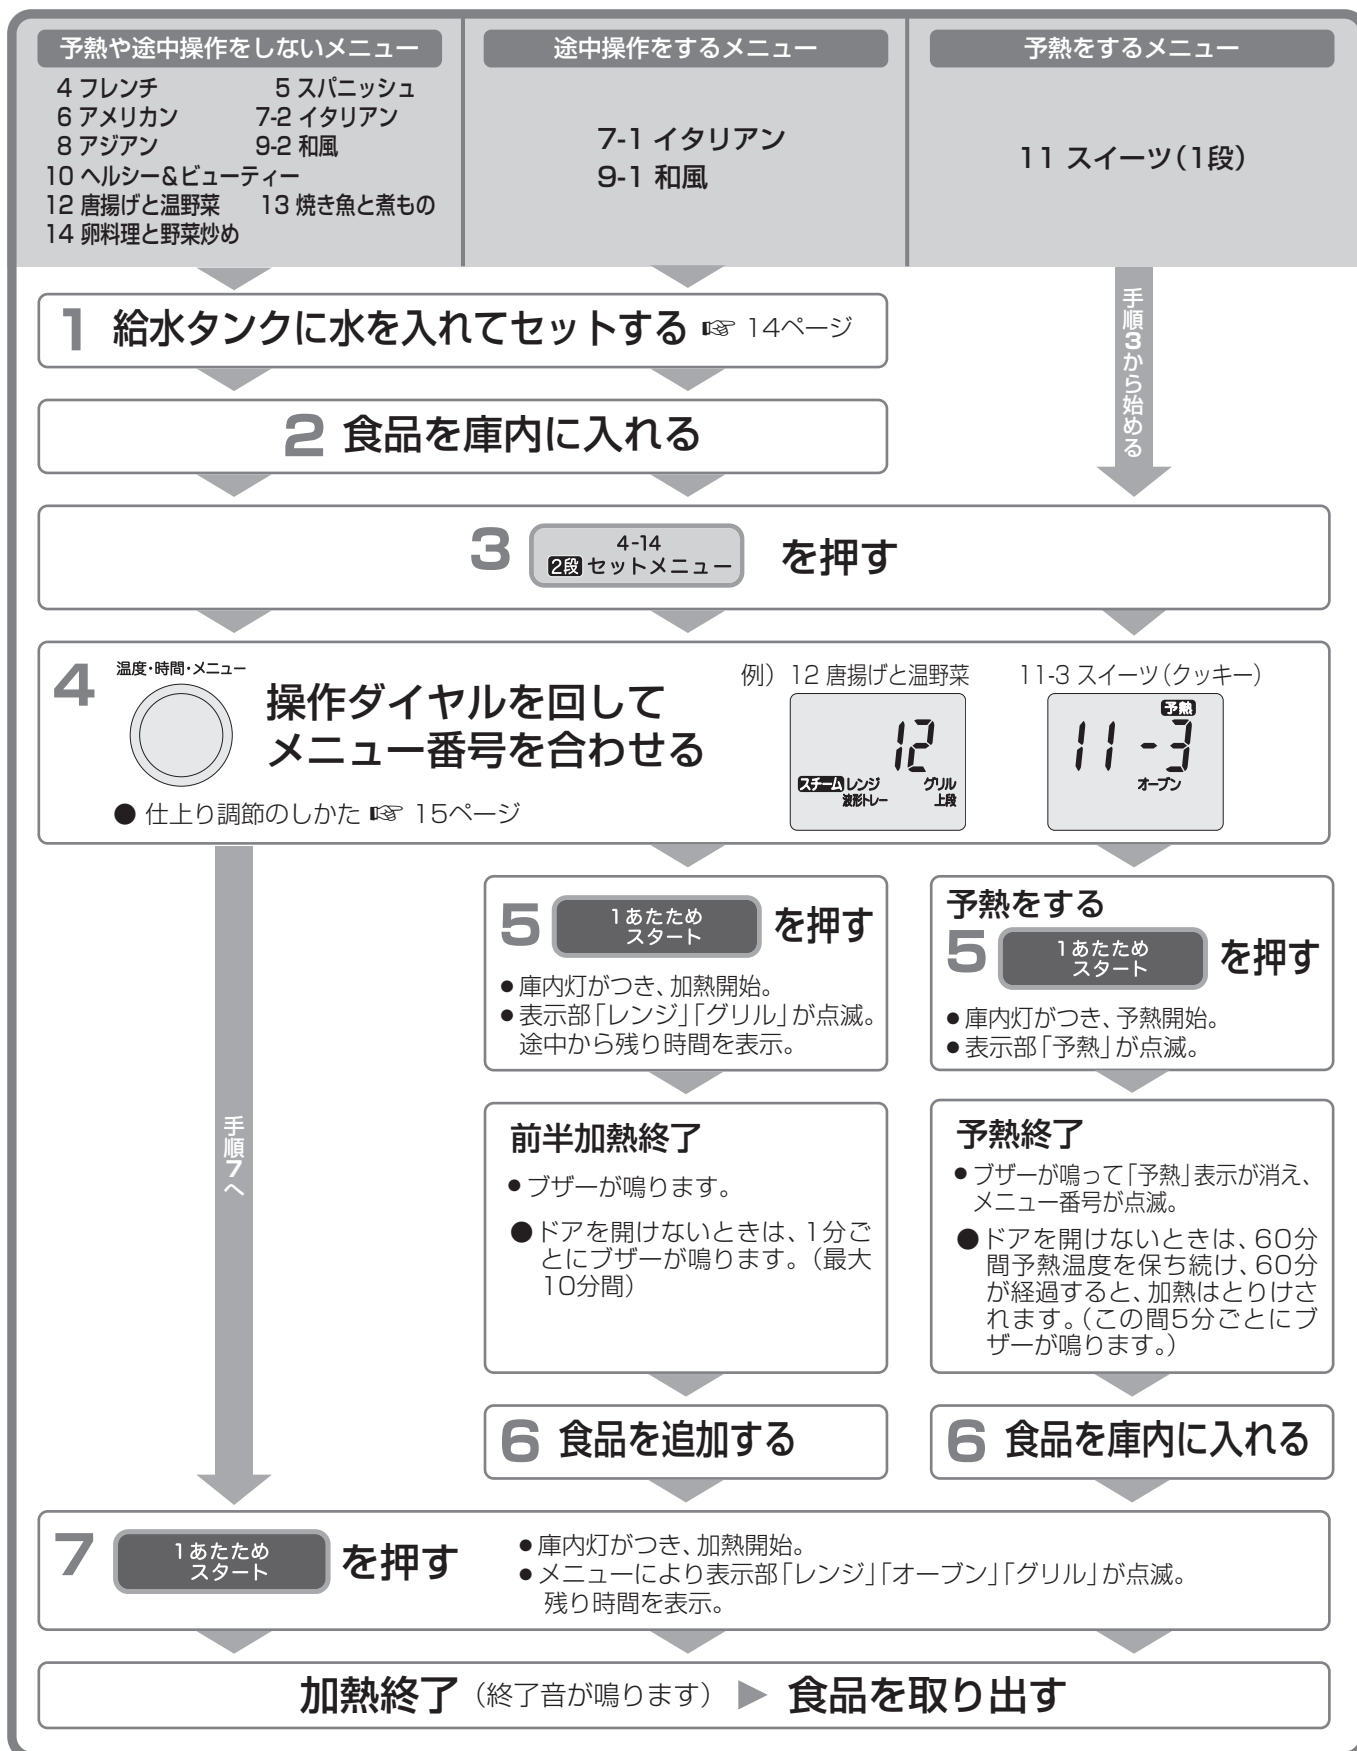 予熱や途中操作をしないメニュー
4 フレンチ 5 スパニッシュ
6 アメリカン 7-2 イタリアン
8 アジアン 9-2 和風
10 ヘルシー&ビューティー
12 唐揚げと温野菜 13 焼き魚と煮もの
14 卵料理と野菜炒め
途中操作をするメニュー
7-1 イタリアン
9-1 和風
予熱をするメニュー
11 スイーツ(1段)
手順3から始める
1 給水タンクに水を入れてセットする ☞ 14ページ
2 食品を庫内に入れる
3 4-14 を押す
2段 セットメニュー
4 温度・時間・メニュー
操作ダイヤルを回して
メニュー番号を合わせる
● 仕上り調節のしかた ☞ 15ページ
例) 12 唐揚げと温野菜
12
スチーム レンジ グリル
波形トレー 上段
11-3 スイーツ(クッキー)
予熱
11-3
オーブン
手順7へ
5 1あたため を押す
スタート
●庫内灯がつき、加熱開始。
●表示部「レンジ」「グリル」が点滅。
途中から残り時間を表示。
前半加熱終了
●ブザーが鳴ります。
●ドアを開けないときは、1分ご
とにブザーが鳴ります。(最大
10分間)
6 食品を追加する
予熱をする
5 1あたため を押す
スタート
●庫内灯がつき、予熱開始。
●表示部「予熱」が点滅。
予熱終了
●ブザーが鳴って「予熱」表示が消え、
メニュー番号が点滅。
●ドアを開けないときは、60分
間予熱温度を保ち続け、60分
が経過すると、加熱はとりけさ
れます。(この間5分ごとにブ
ザーが鳴ります。)
6 食品を庫内に入れる
7 1あたため を押す
スタート
●庫内灯がつき、加熱開始。
●メニューにより表示部「レンジ」「オーブン」「グリル」が点滅。
残り時間を表示。
加熱終了(終了音が鳴ります) ▶ 食品を取り出す